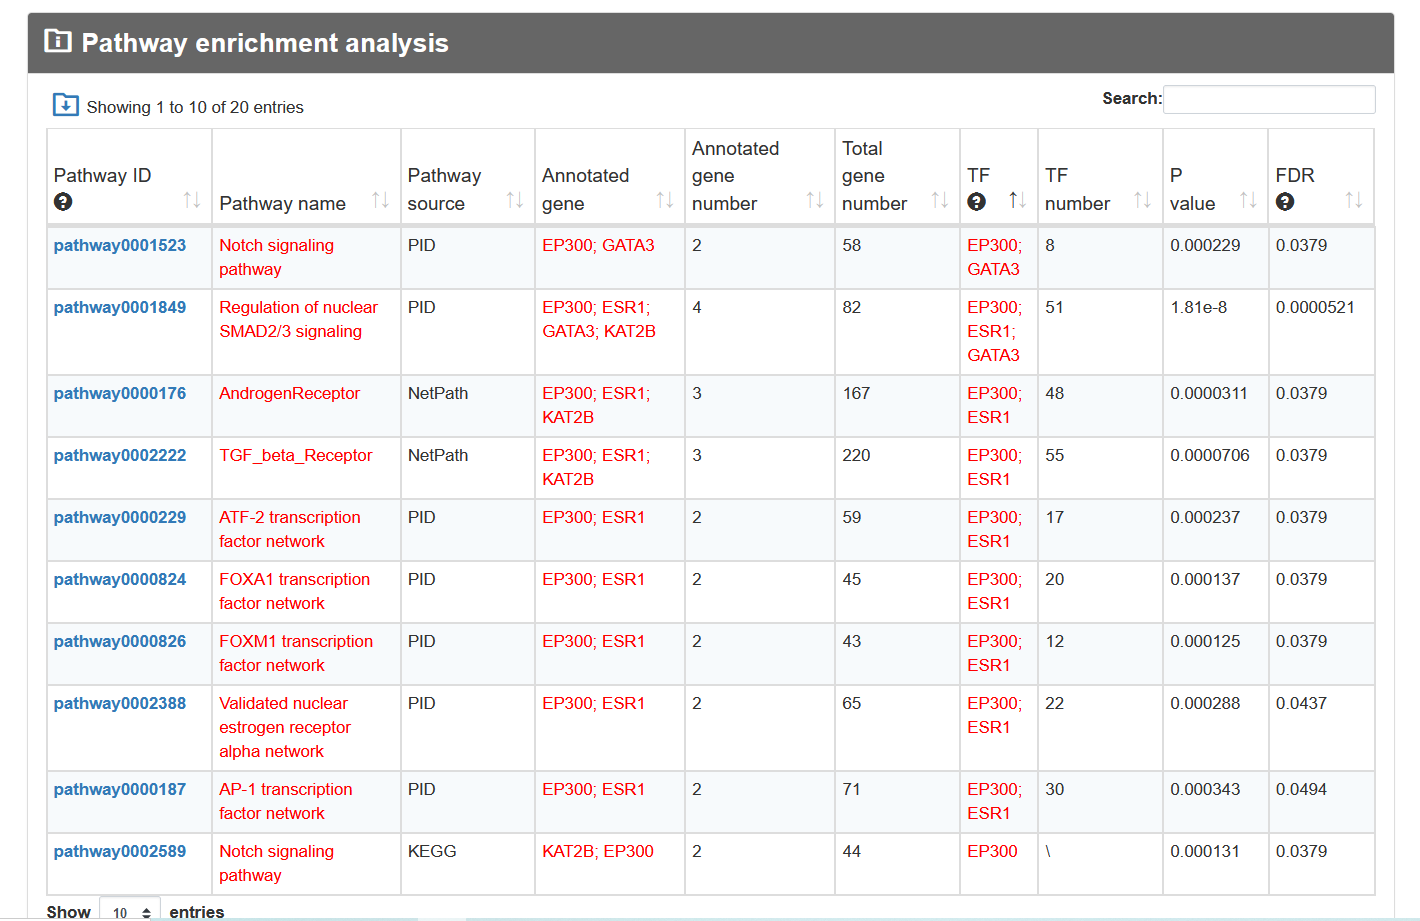 Pathway enrichment analysis
Showing 1 to 10 of 20 entries
Search:
Pathway ID
Pathway name
Pathway
source
Annotated
gene
Annotated
gene
number
Total
gene
number
TF
TF
number
P
value
FDR
pathway0001523
Notch signaling
pathway
PID
EP300; GATA3
2
58
EP300;
GATA3
8
0.000229
0.0379
pathway0001849
Regulation of nuclear
SMAD2/3 signaling
PID
EP300; ESR1;
GATA3; KAT2B
4
82
EP300;
ESR1;
GATA3
51
1.81e-8
0.0000521
pathway0000176
AndrogenReceptor
NetPath
EP300; ESR1;
KAT2B
3
167
EP300;
ESR1
48
0.0000311
0.0379
pathway0002222
TGF_beta_Receptor
NetPath
EP300; ESR1;
KAT2B
3
220
EP300;
ESR1
55
0.0000706
0.0379
pathway0000229
ATF-2 transcription
factor network
PID
EP300; ESR1
2
59
EP300;
ESR1
17
0.000237
0.0379
pathway0000824
FOXA1 transcription
factor network
PID
EP300; ESR1
2
45
EP300;
ESR1
20
0.000137
0.0379
pathway0000826
FOXM1 transcription
factor network
PID
EP300; ESR1
2
43
EP300;
ESR1
12
0.000125
0.0379
pathway0002388
Validated nuclear
estrogen receptor
alpha network
PID
EP300; ESR1
2
65
EP300;
ESR1
22
0.000288
0.0437
pathway0000187
AP-1 transcription
factor network
PID
EP300; ESR1
2
71
EP300;
ESR1
30
0.000343
0.0494
pathway0002589
Notch signaling
pathway
KEGG
KAT2B; EP300
2
44
EP300
\
0.000131
0.0379
Show 10 entries